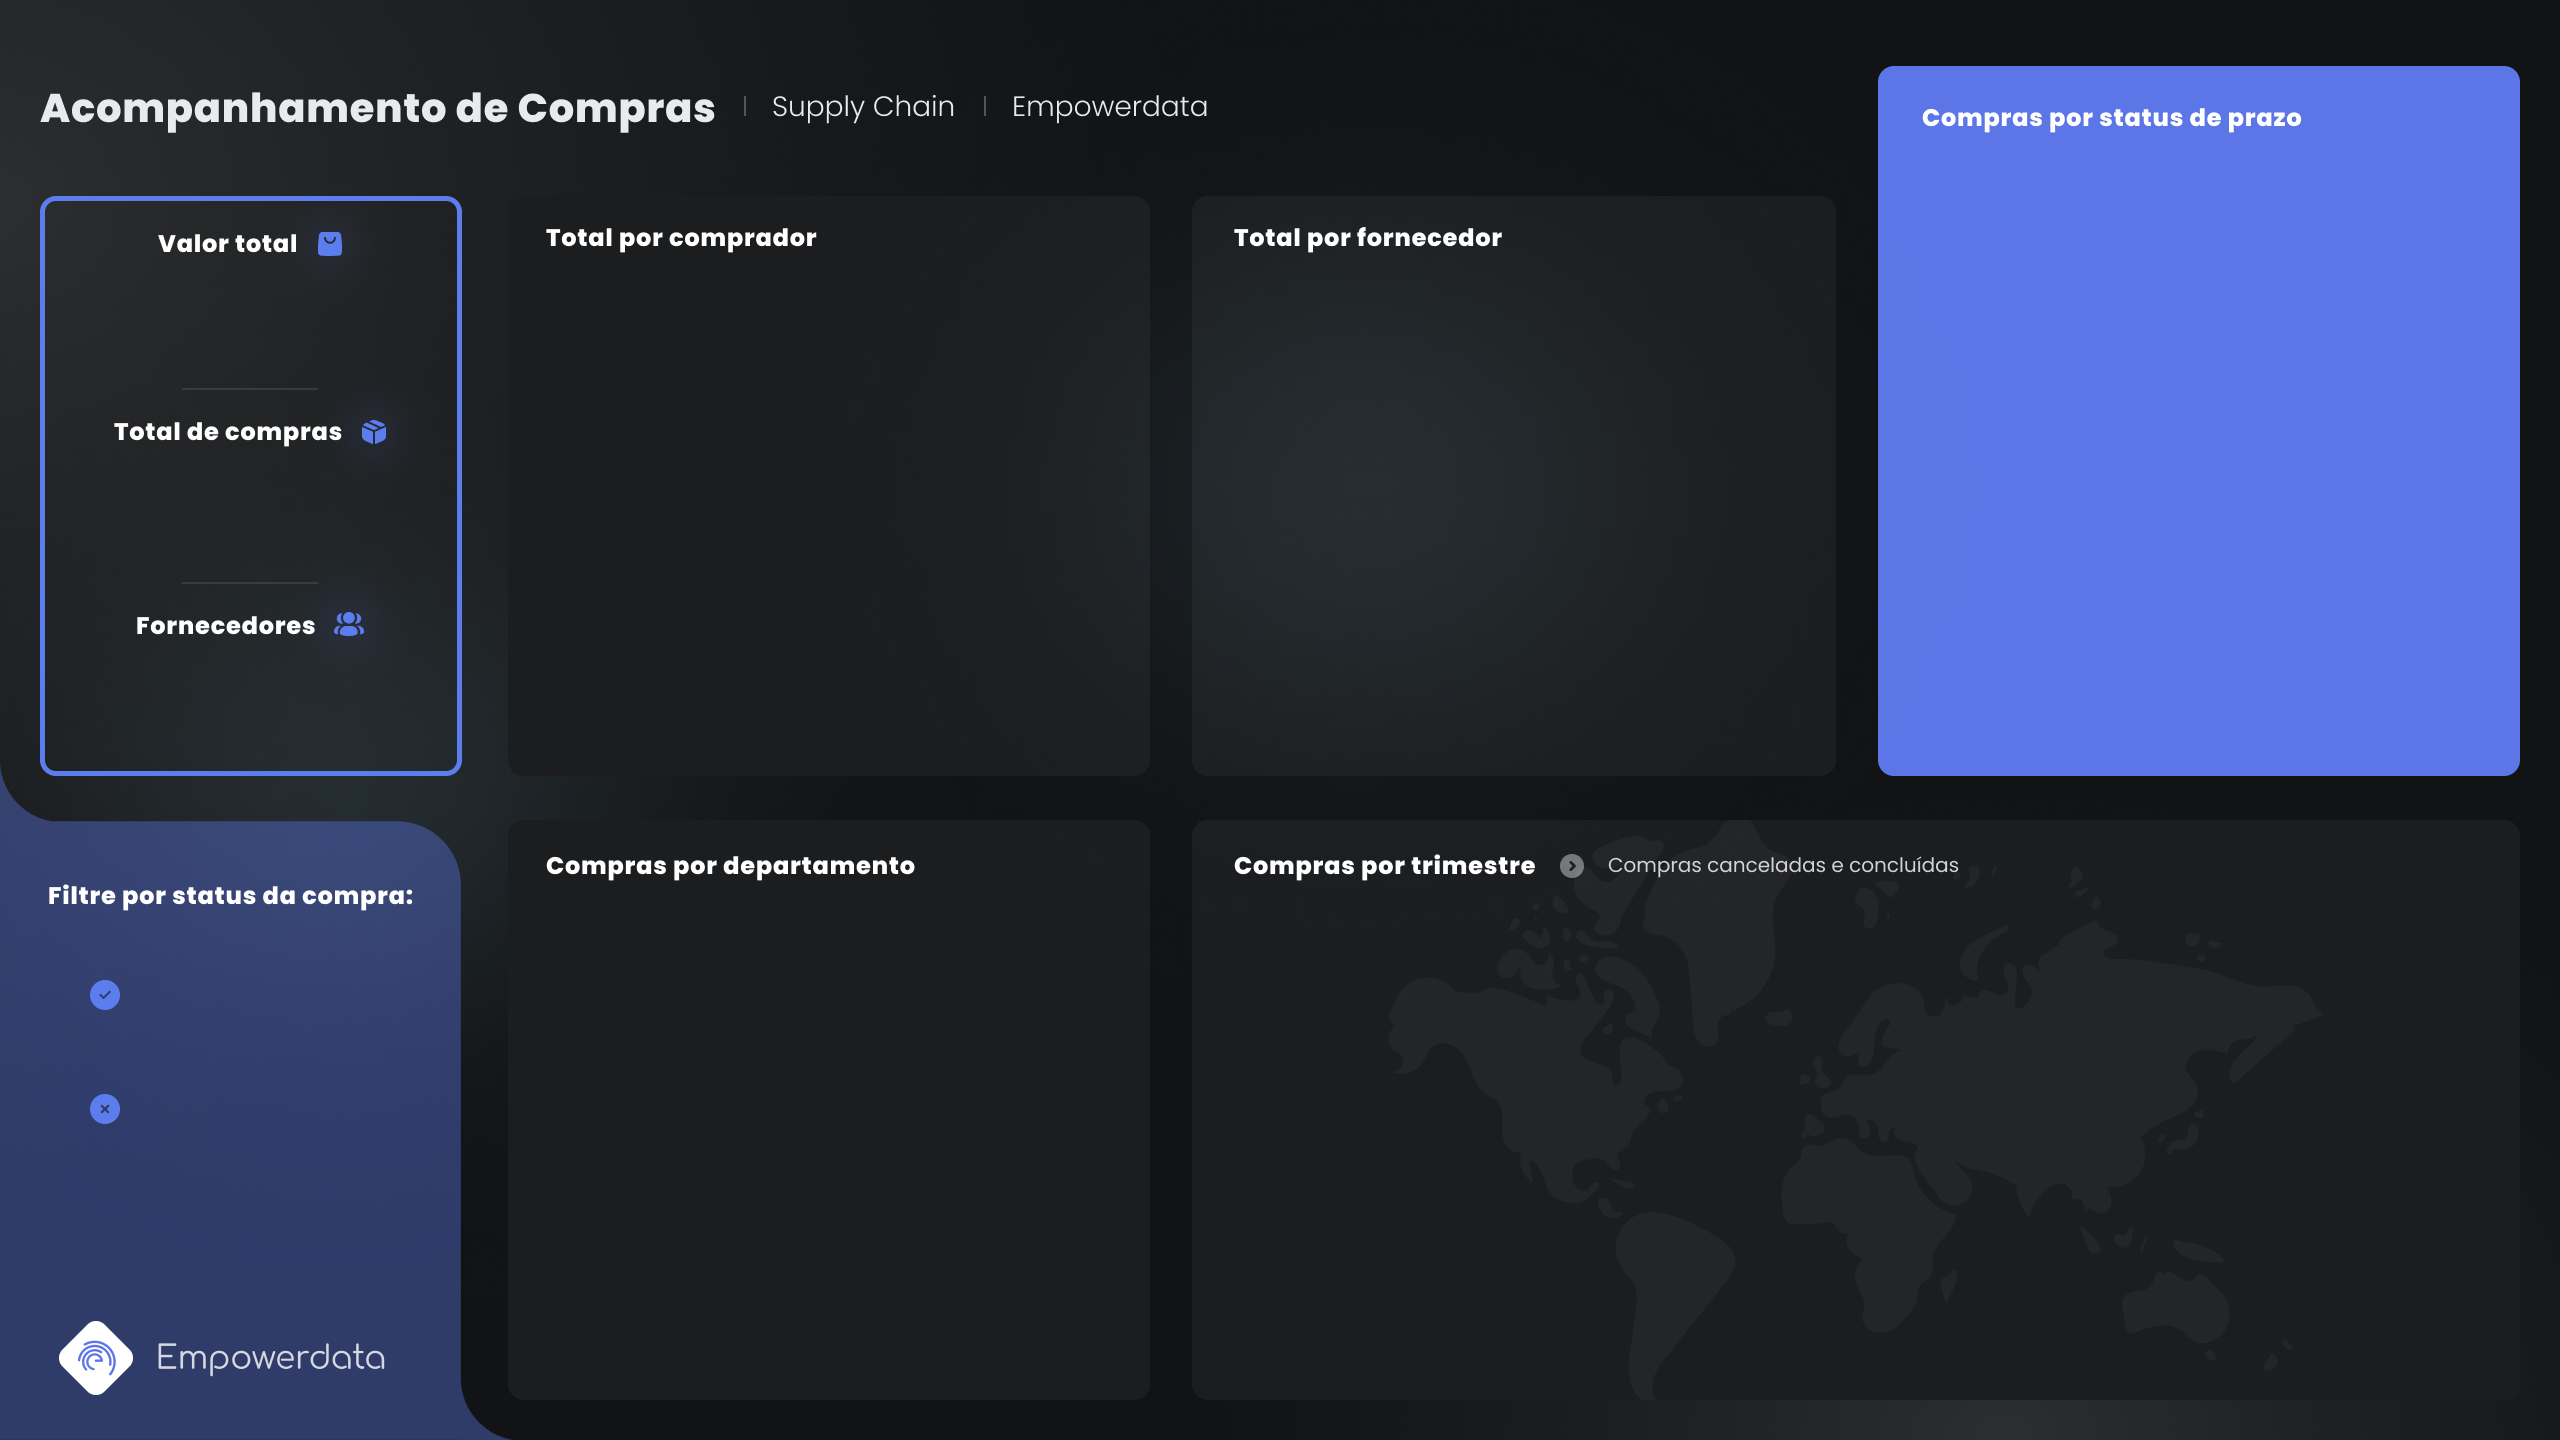 Acompanhamento de Compras
Supply Chain
Empowerdata
Compras por status de prazo
Valor total
Total por comprador
Total por fornecedor
Total de compras
Fornecedores
Compras por departamento
Compras por trimestre
Compras canceladas e concluídas
Filtre por status da compra:
Empowerdata